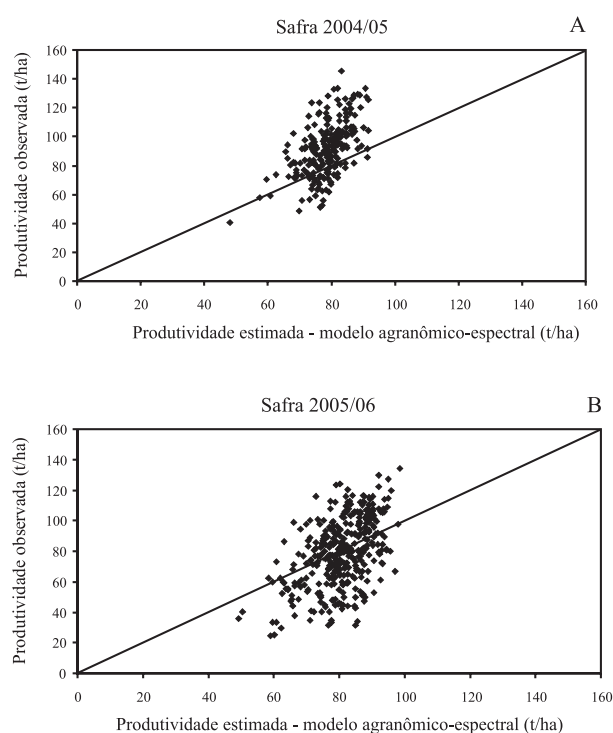 Safra 2004/05
A
Produtividade observada (t/ha)
160
140
120
100
80
60
40
20
0
0 20 40 60 80 100 120 140 160
Produtividade estimada - modelo agranômico-espectral (t/ha)
Safra 2005/06
B
Produtividade observada (t/ha)
160
140
120
100
80
60
40
20
0
0 20 40 60 80 100 120 140 160
Produtividade estimada - modelo agranômico-espectral (t/ha)